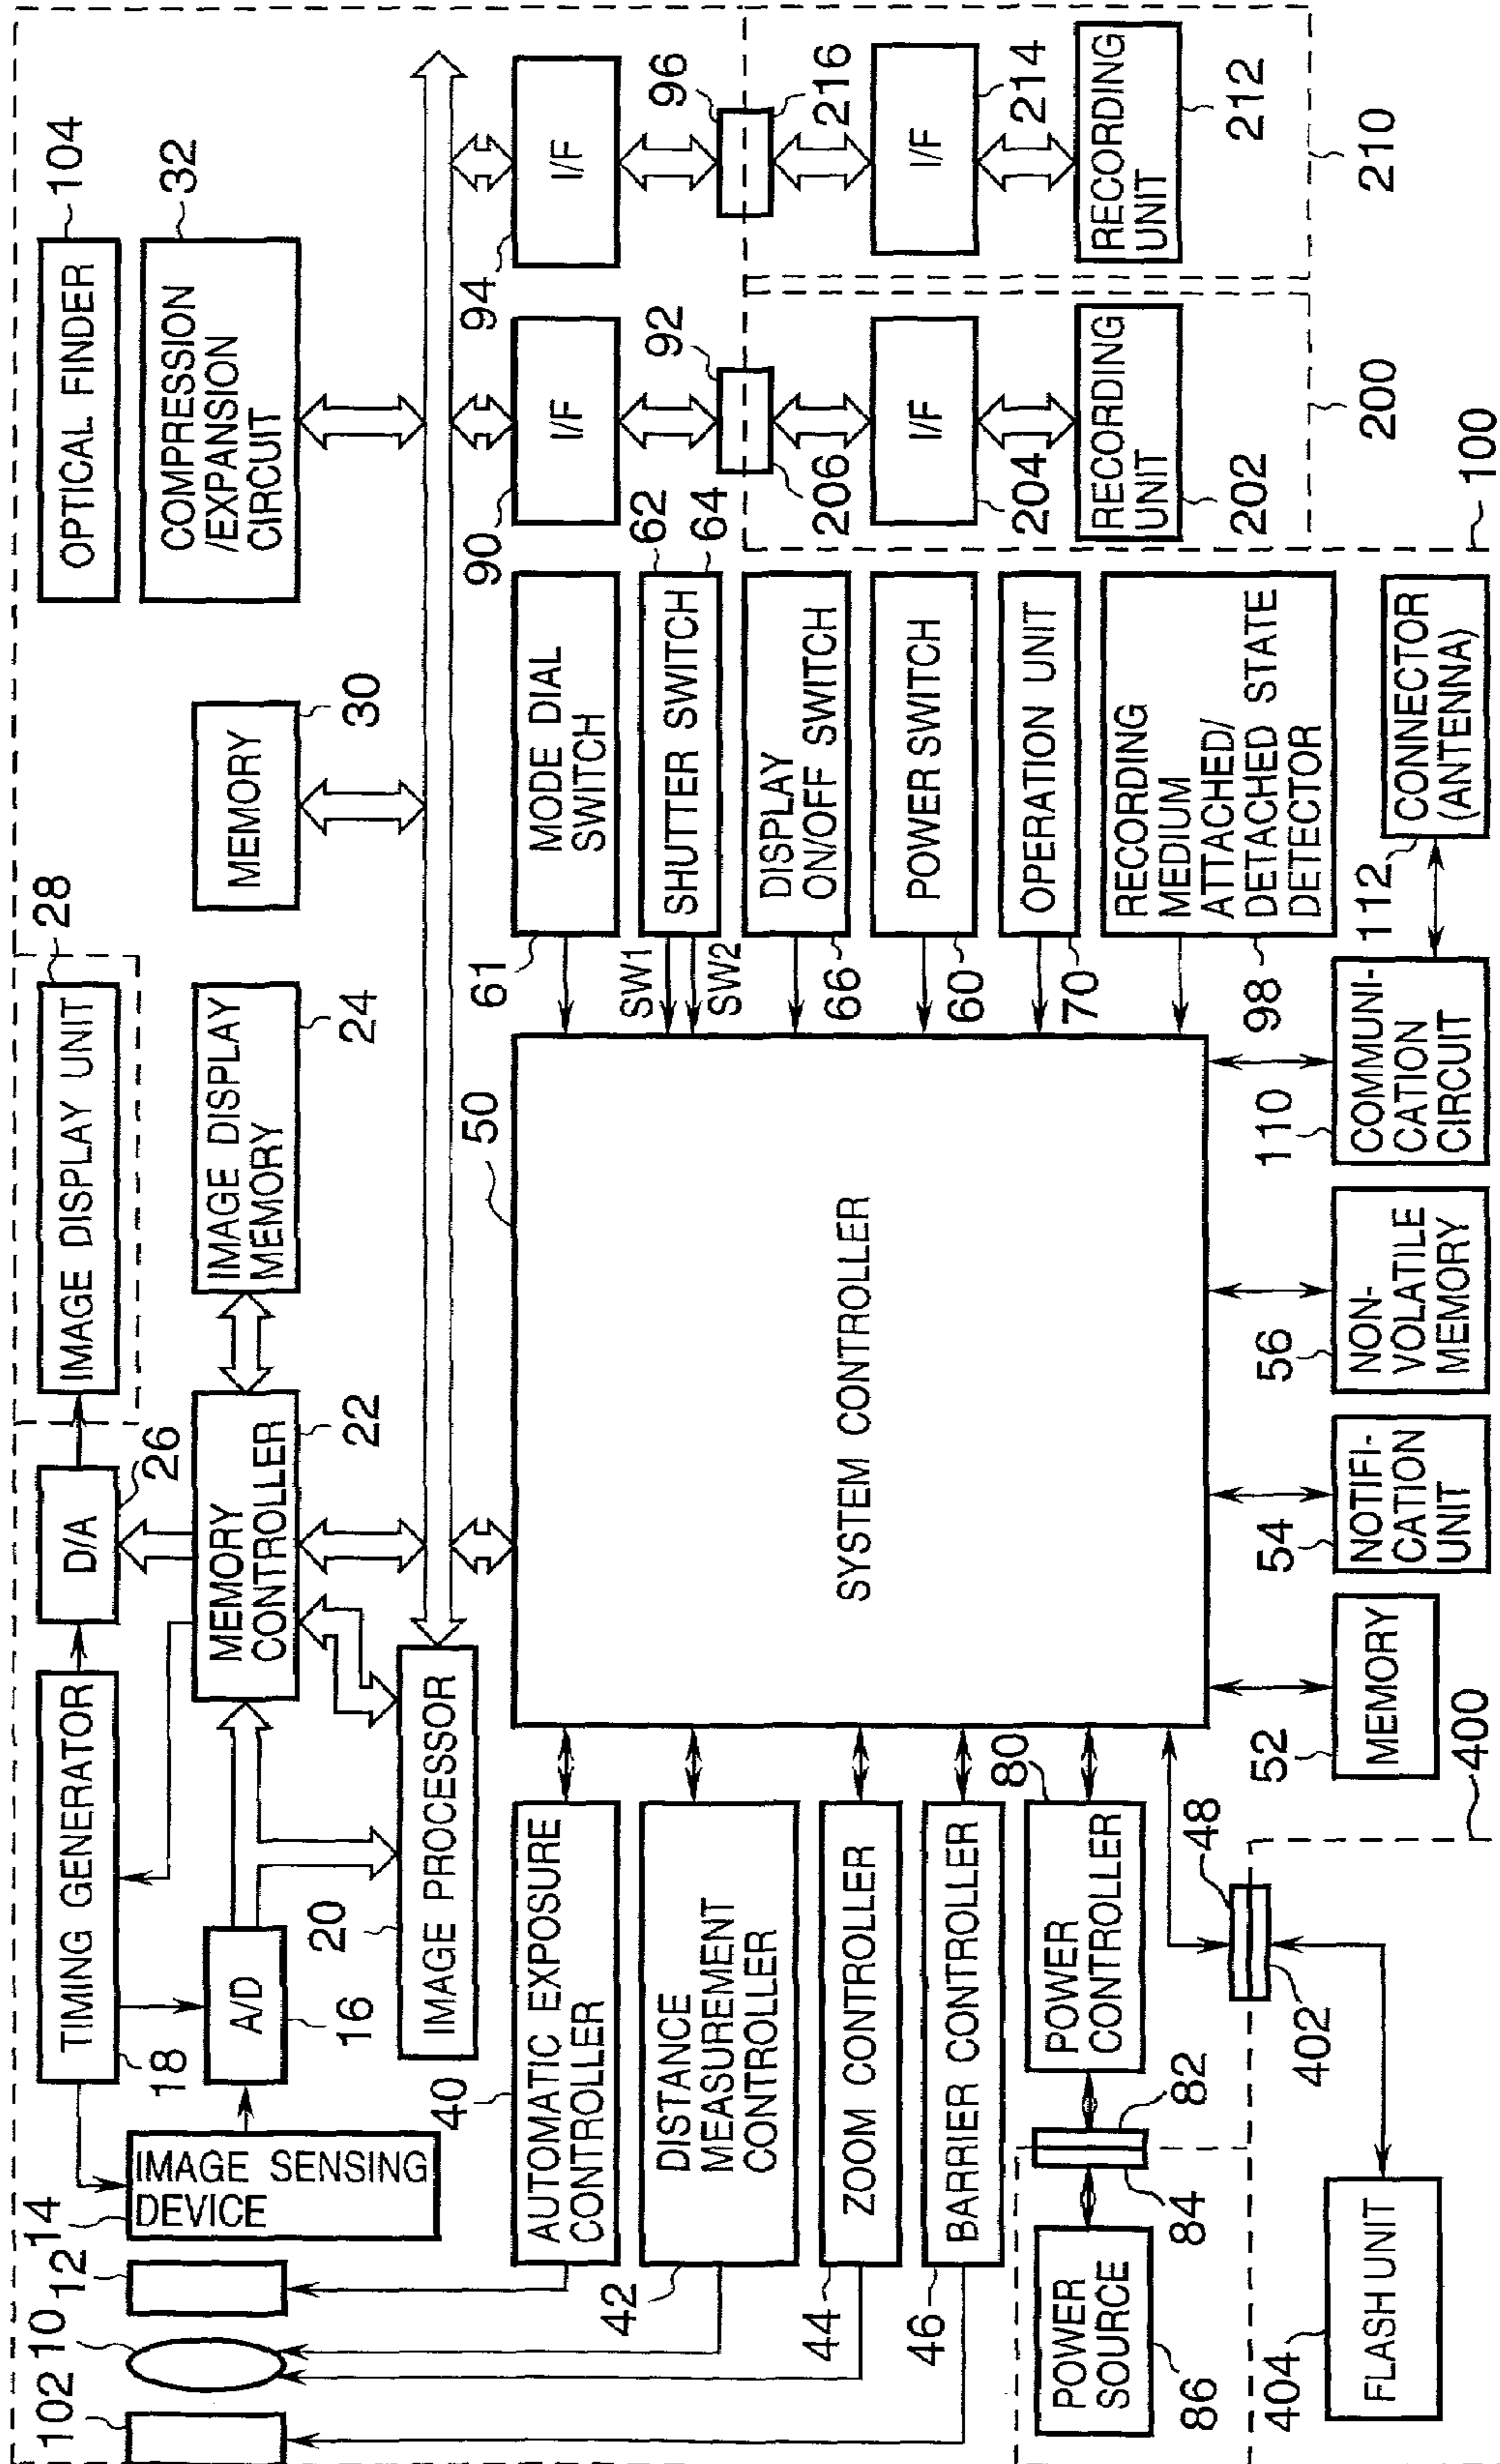 102
10
12
14
IMAGE SENSING
DEVICE
18
TIMING GENERATOR
A/D
16
20
IMAGE PROCESSOR
D/A
26
MEMORY
CONTROLLER
22
28
IMAGE DISPLAY UNIT
IMAGE DISPLAY
MEMORY
24
MEMORY
30
OPTICAL FINDER
104
COMPRESSION
/EXPANSION
CIRCUIT
32
40
AUTOMATIC EXPOSURE
CONTROLLER
42
DISTANCE
MEASUREMENT
CONTROLLER
44
ZOOM CONTROLLER
46
BARRIER CONTROLLER
80
POWER
CONTROLLER
82
84
POWER
SOURCE
86
50
SYSTEM CONTROLLER
61
MODE DIAL
SWITCH
SW1
SW2
SHUTTER SWITCH
62
64
DISPLAY
ON/OFF SWITCH
66
POWER SWITCH
60
OPERATION UNIT
70
RECORDING
MEDIUM
ATTACHED/
DETACHED STATE
DETECTOR
98
90
I/F
92
94
I/F
96
206
I/F
204
RECORDING
UNIT
202
200
216
I/F
214
RECORDING
UNIT
212
210
48
402
404
FLASH UNIT
400
52
MEMORY
54
NOTIFI-
CATION
UNIT
56
NON-
VOLATILE
MEMORY
110
COMMUNI-
CATION
CIRCUIT
112
CONNECTOR
(ANTENNA)
100